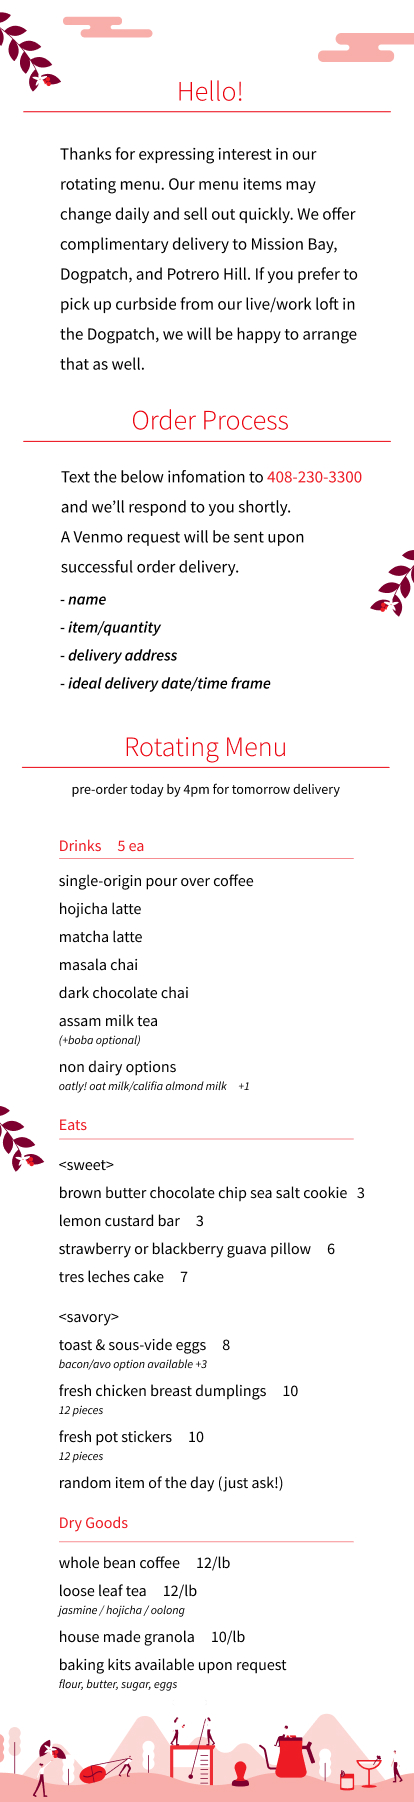 Hello!
Thanks for expressing interest in our
rotating menu. Our menu items may
change daily and sell out quickly. We offer
complimentary delivery to Mission Bay,
Dogpatch, and Potrero Hill. If you prefer to
pick up curbside from our live/work loft in
the Dogpatch, we will be happy to arrange
that as well.
Order Process
Text the below infomation to 408-230-3300
and we'll respond to you shortly.
A Venmo request will be sent upon
successful order delivery.
- name
- item/quantity
- delivery address
- ideal delivery date/time frame
Rotating Menu
pre-order today by 4pm for tomorrow delivery
Drinks 5 ea
single-origin pour over coffee
hojicha latte
matcha latte
masala chai
dark chocolate chai
assam milk tea
(+boba optional)
non dairy options
oatly! oat milk/califia almond milk +1
Eats
<sweet>
brown butter chocolate chip sea salt cookie 3
lemon custard bar 3
strawberry or blackberry guava pillow 6
tres leches cake 7
<savory>
toast & sous-vide eggs 8
bacon/avo option available +3
fresh chicken breast dumplings 10
12 pieces
fresh pot stickers 10
12 pieces
random item of the day (just ask!)
Dry Goods
whole bean coffee 12/lb
loose leaf tea 12/lb
jasmine / hojicha / oolong
house made granola 10/lb
baking kits available upon request
flour, butter, sugar, eggs